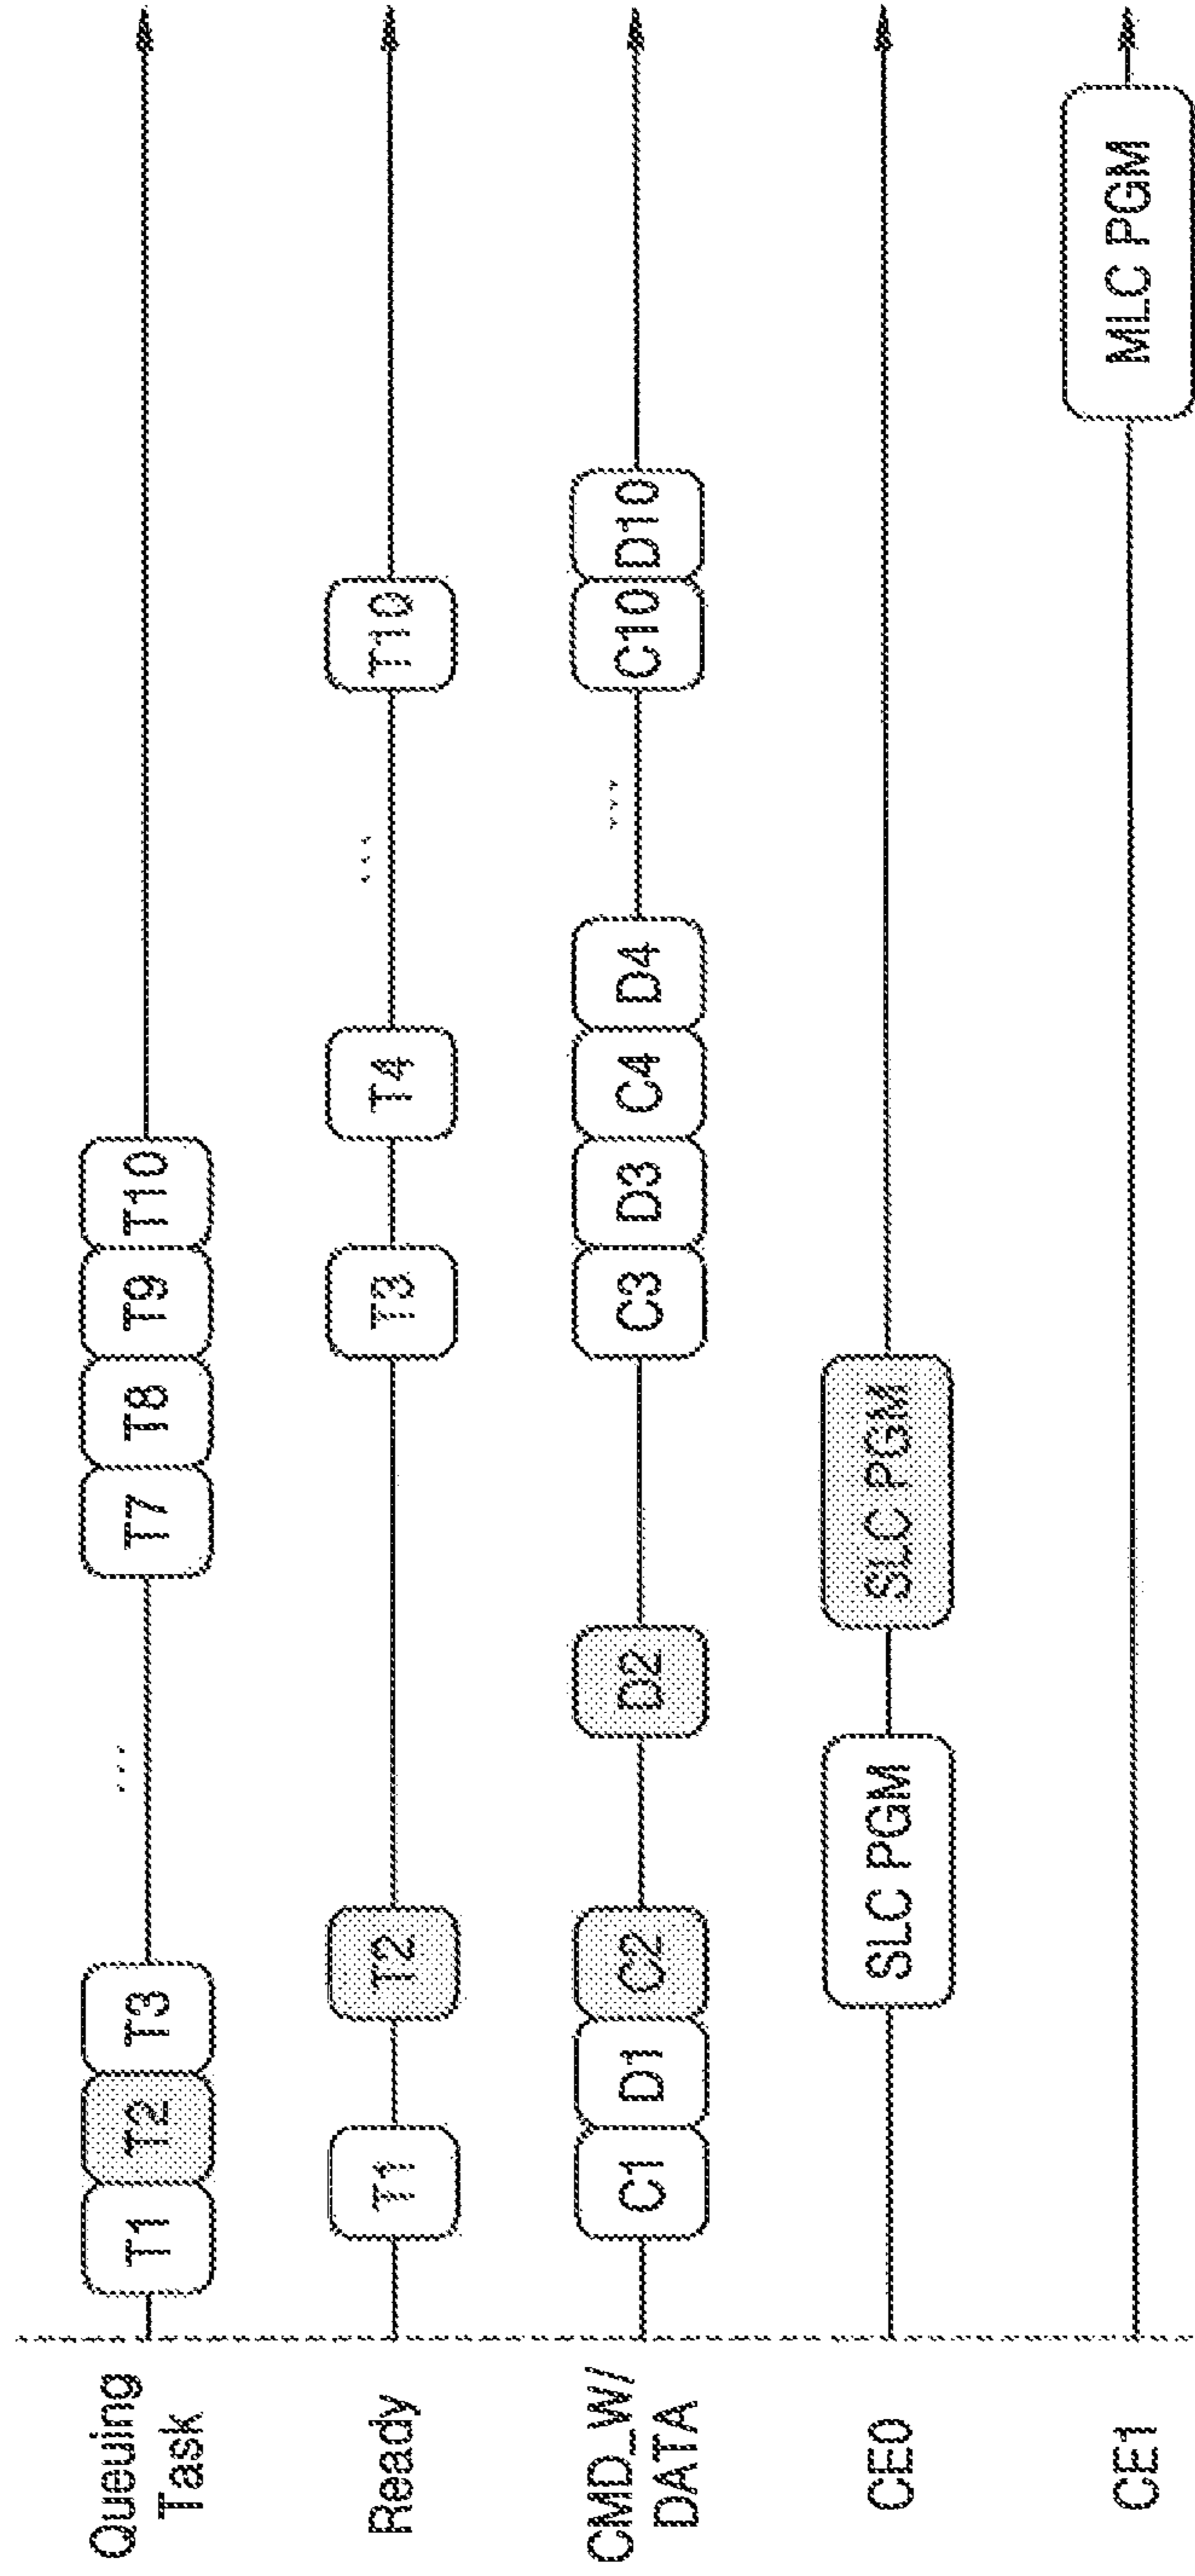 Queuing
Task
T1 T2 T3 ... T7 T8 T9 T10
Ready
T1 T2 T3 T4 ... T10
CMD_W/
DATA
C1 D1 C2 D2 C3 D3 C4 D4 ... C10 D10
CE0
SLC PGM SLC PGM
CE1
MLC PGM